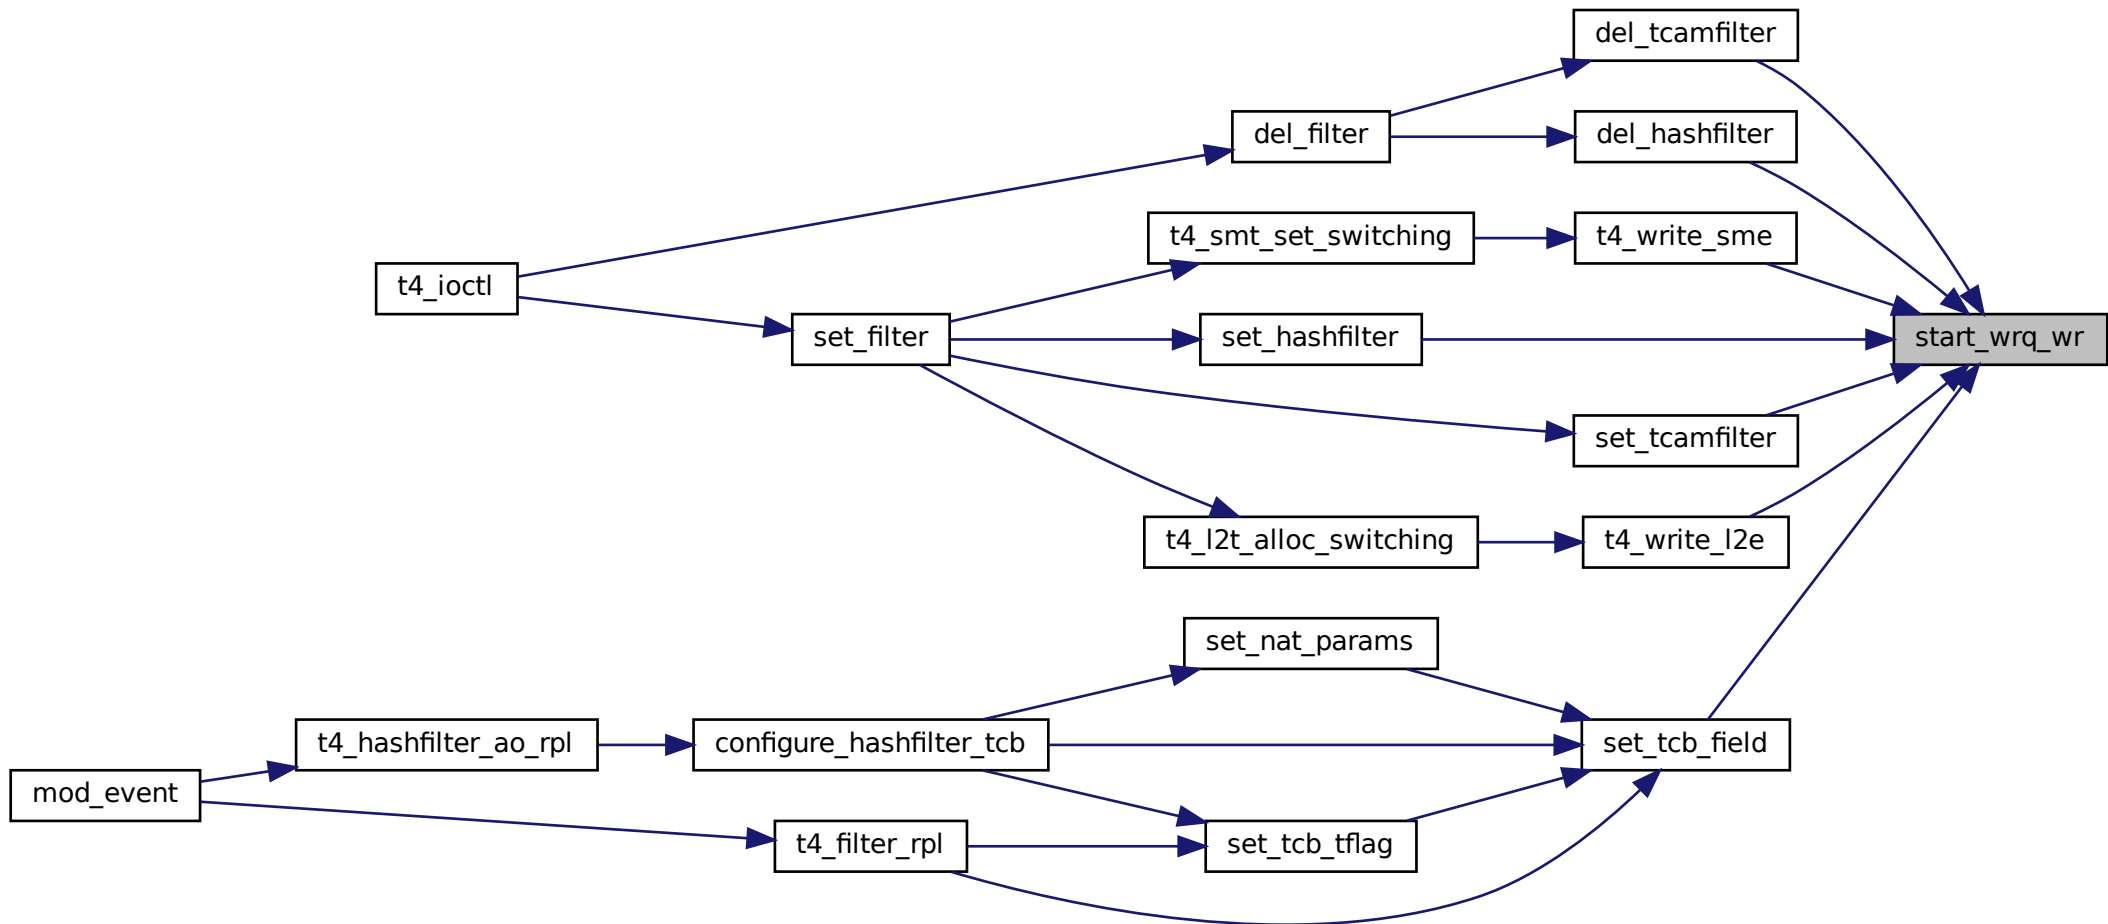 del_tcamfilter
del_filter
del_hashfilter
t4_smt_set_switching
t4_write_sme
t4_ioctl
set_filter
set_hashfilter
start_wrq_wr
set_tcamfilter
t4_l2t_alloc_switching
t4_write_l2e
set_nat_params
t4_hashfilter_ao_rpl
configure_hashfilter_tcb
set_tcb_field
mod_event
t4_filter_rpl
set_tcb_tflag